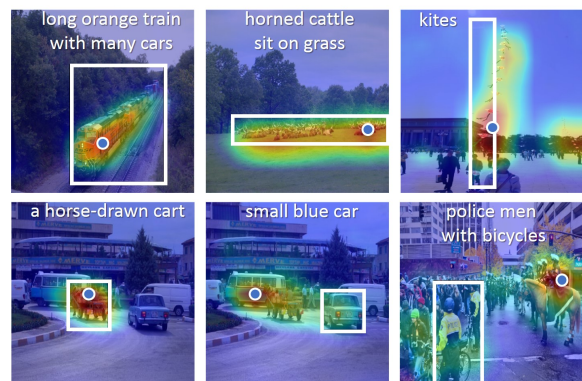 long orange train
with many cars
horned cattle
sit on grass
kites
a horse-drawn cart
small blue car
police men
with bicycles